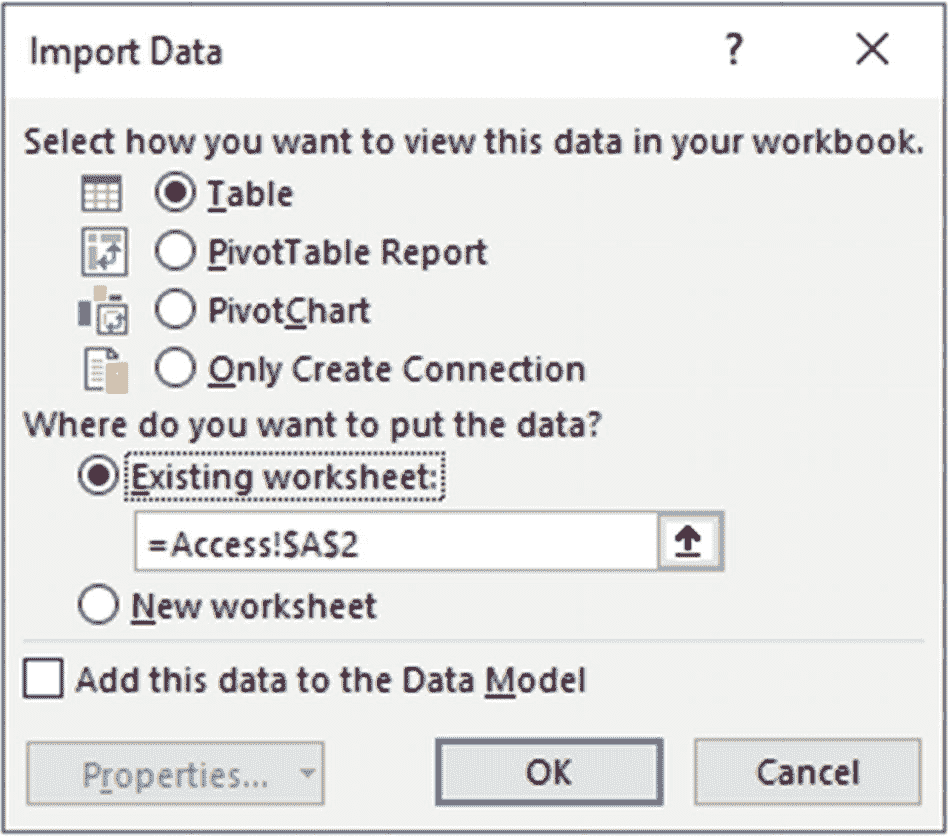 Import Data ?
Select how you want to view this data in your workbook.
Table
PivotTable Report
PivotChart
Only Create Connection
Where do you want to put the data?
Existing worksheet:
=Access!$A$2
New worksheet
Add this data to the Data Model
Properties... OK Cancel